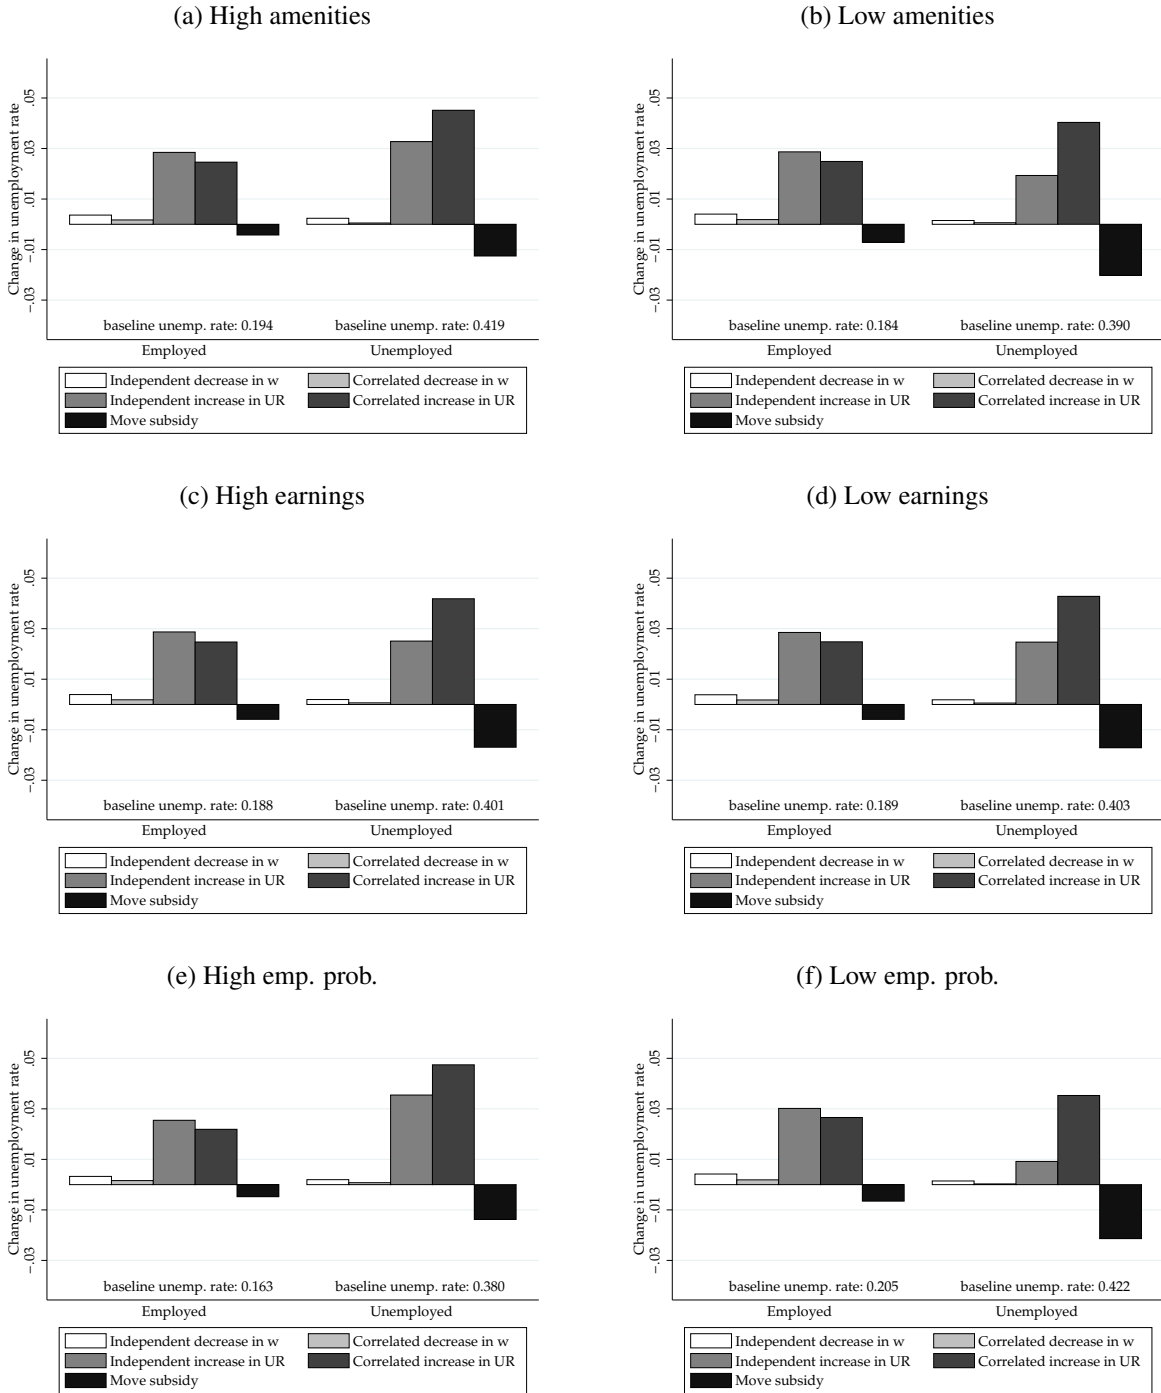 (a) High amenities
Change in unemployment rate
.05
.03
.01
-.01
-.03
baseline unemp. rate: 0.194
baseline unemp. rate: 0.419
Employed
Unemployed
Independent decrease in w
Correlated decrease in w
Independent increase in UR
Correlated increase in UR
Move subsidy
(b) Low amenities
Change in unemployment rate
.05
.03
.01
-.01
-.03
baseline unemp. rate: 0.184
baseline unemp. rate: 0.390
Employed
Unemployed
Independent decrease in w
Correlated decrease in w
Independent increase in UR
Correlated increase in UR
Move subsidy
(c) High earnings
Change in unemployment rate
.05
.03
.01
-.01
-.03
baseline unemp. rate: 0.188
baseline unemp. rate: 0.401
Employed
Unemployed
Independent decrease in w
Correlated decrease in w
Independent increase in UR
Correlated increase in UR
Move subsidy
(d) Low earnings
Change in unemployment rate
.05
.03
.01
-.01
-.03
baseline unemp. rate: 0.189
baseline unemp. rate: 0.403
Employed
Unemployed
Independent decrease in w
Correlated decrease in w
Independent increase in UR
Correlated increase in UR
Move subsidy
(e) High emp. prob.
Change in unemployment rate
.05
.03
.01
-.01
-.03
baseline unemp. rate: 0.163
baseline unemp. rate: 0.380
Employed
Unemployed
Independent decrease in w
Correlated decrease in w
Independent increase in UR
Correlated increase in UR
Move subsidy
(f) Low emp. prob.
Change in unemployment rate
.05
.03
.01
-.01
-.03
baseline unemp. rate: 0.205
baseline unemp. rate: 0.422
Employed
Unemployed
Independent decrease in w
Correlated decrease in w
Independent increase in UR
Correlated increase in UR
Move subsidy